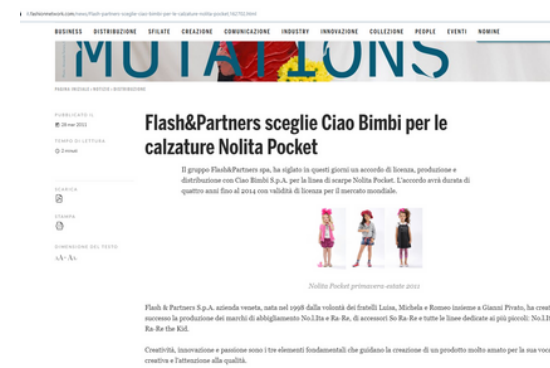 fashionnetwork.com/news/Flash-partners-sceglie-ciao-bimbi-per-le-calzature-nolita-pocket
BUSINESS DISTRIBUZIONE SFILATE CREAZIONE COMUNICAZIONE INDUSTRY INNOVAZIONE COLLEZIONE PEOPLE EVENTI NOMINE
MUTATIONS
PAGINA INIZIALE › NOTIZIE › DISTRIBUZIONE
PUBBLICATO IL
TEMPO DI LETTURA
2 minuti
SCARICA
STAMPA
DIMENSIONE DEL TESTO
Flash&Partners sceglie Ciao Bimbi per le
calzature Nolita Pocket
Il gruppo Flash&Partners spa, ha siglato in questi giorni un accordo di licenza, produzione e
distribuzione con Ciao Bimbi S.p.A. per la linea di scarpe Nolita Pocket. L'accordo avrà durata di
quattro anni fino al 2014 con validità di licenza per il mercato mondiale.
Nolita Pocket primavera-estate 2011
Flash & Partners S.p.A. azienda veneta, nata nel 1998 dalla volontà dei fratelli Luisa, Michela e Romeo insieme a Gianni Pivato, ha creat
successo la produzione dei marchi di abbigliamento No.l.Ita e Ra-Re, di accessori So Ra-Re e tutte le linee dedicate ai più piccoli: No.l.It
Ra-Re the Kid.
Creatività, innovazione e passione sono i tre elementi fondamentali che guidano la creazione di un prodotto molto amato per la sua voca
creativa e l'attenzione alla qualità.